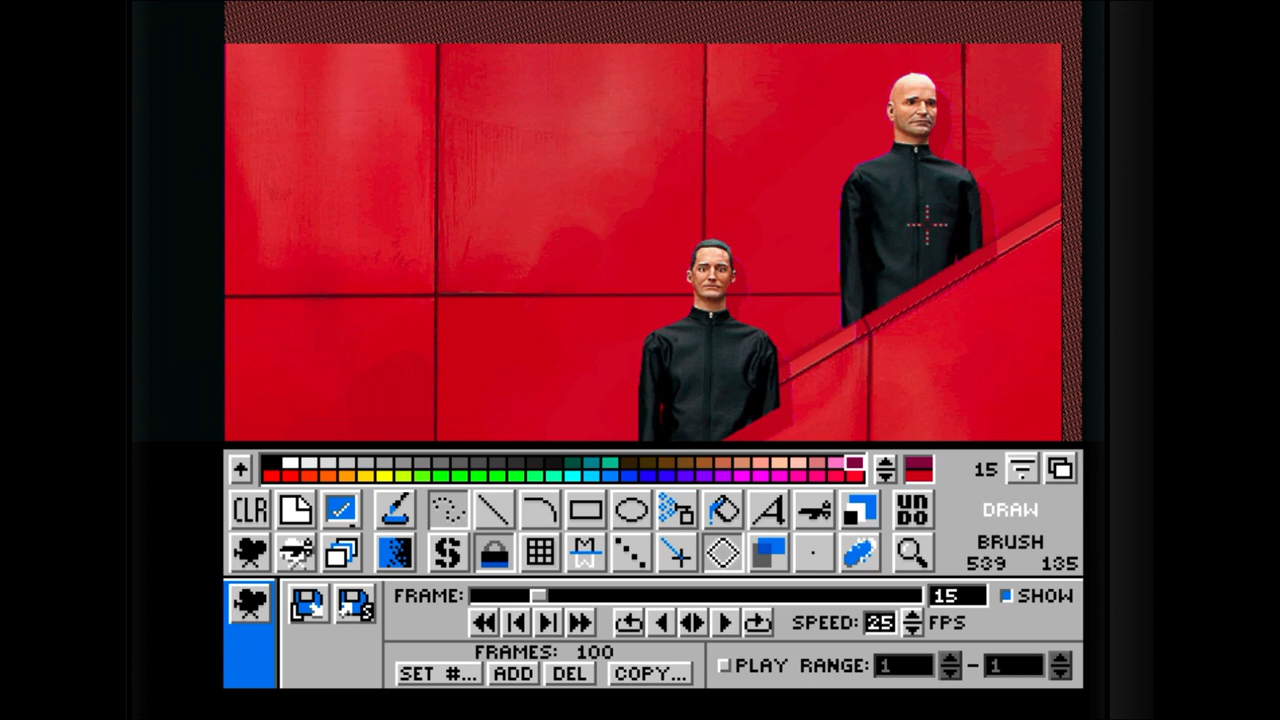 15
CLR
UN
DO
DRAW
BRUSH
539 135
FRAME: 15 SHOW
SPEED: 25 FPS
FRAMES: 100
SET #... ADD DEL COPY...
PLAY RANGE: 1 - 1